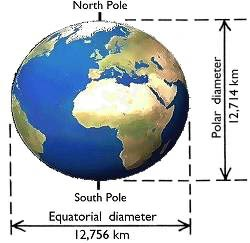 North Pole
Polar diameter
12,714 km
South Pole
Equatorial diameter
12,756 km